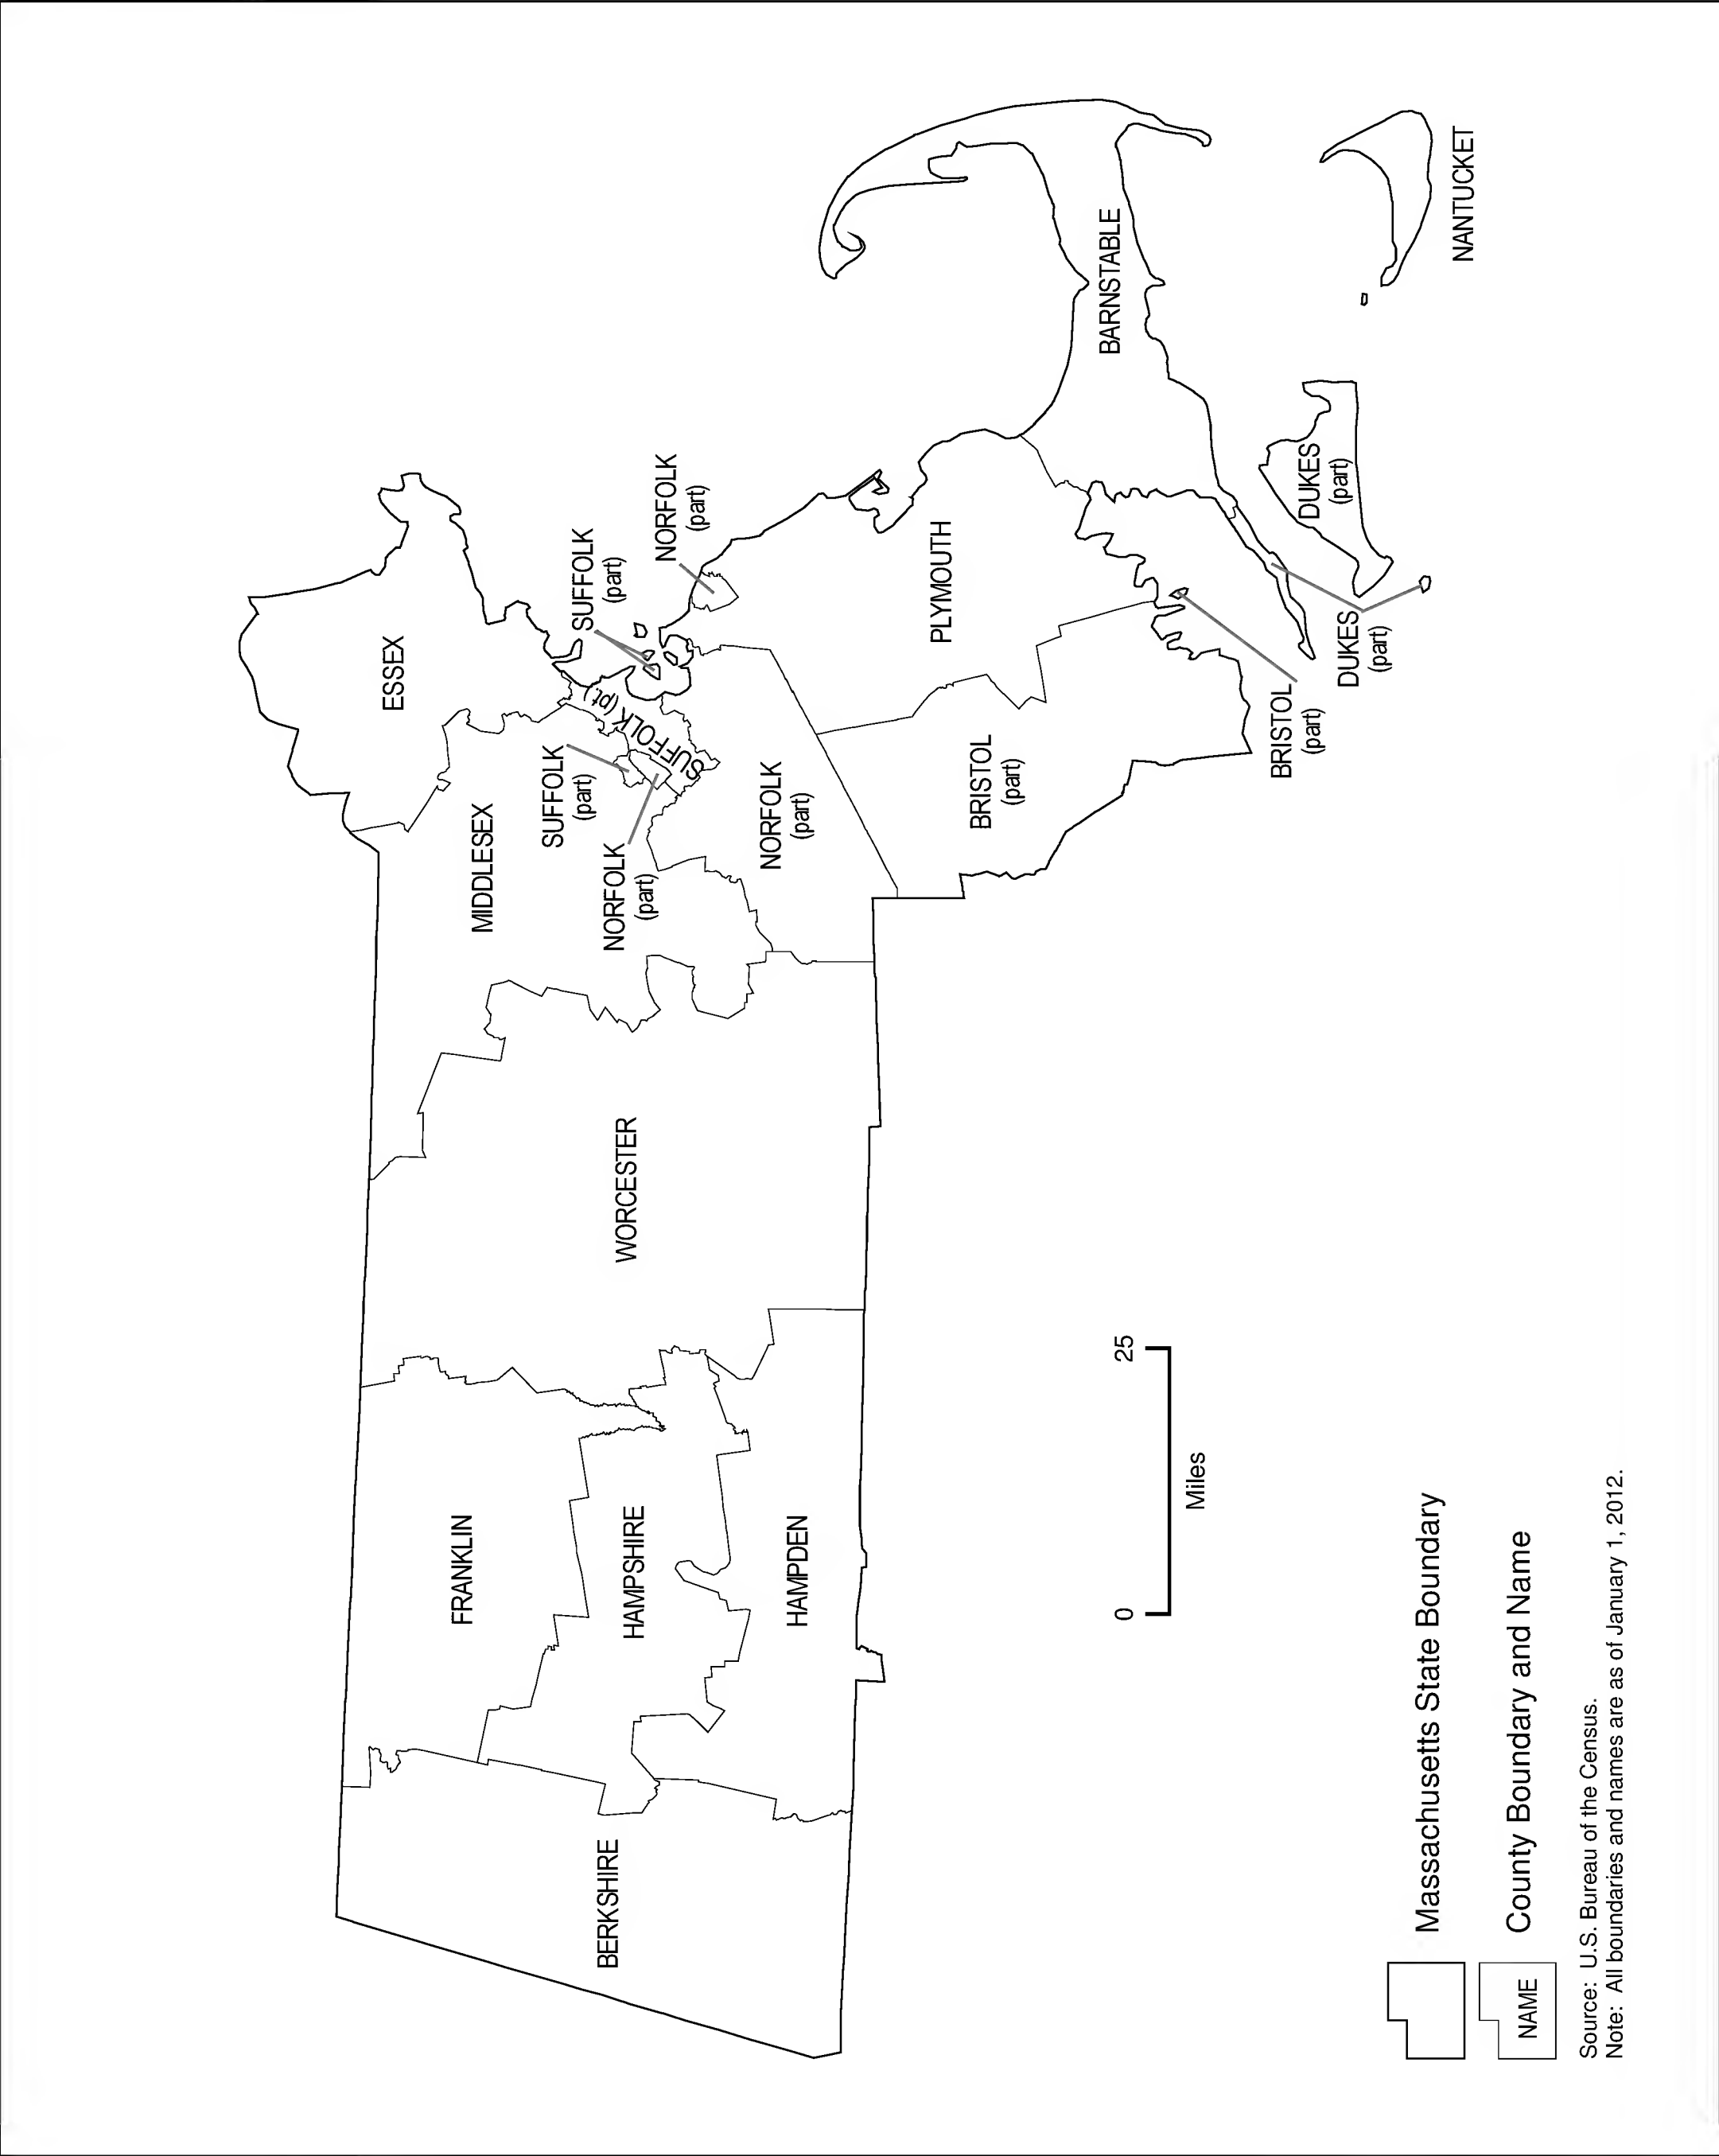 ESSEX
MIDDLESEX
FRANKLIN
WORCESTER
BERKSHIRE
HAMPSHIRE
HAMPDEN
SUFFOLK
(part)
SUFFOLK
(part)
SUFFOLK (pt)
NORFOLK
(part)
NORFOLK
(part)
NORFOLK
(part)
PLYMOUTH
BRISTOL
(part)
BRISTOL
(part)
BARNSTABLE
DUKES
(part)
DUKES
(part)
NANTUCKET
0
25
Miles
Massachusetts State Boundary
NAME
County Boundary and Name
Source: U.S. Bureau of the Census.
Note: All boundaries and names are as of January 1, 2012.